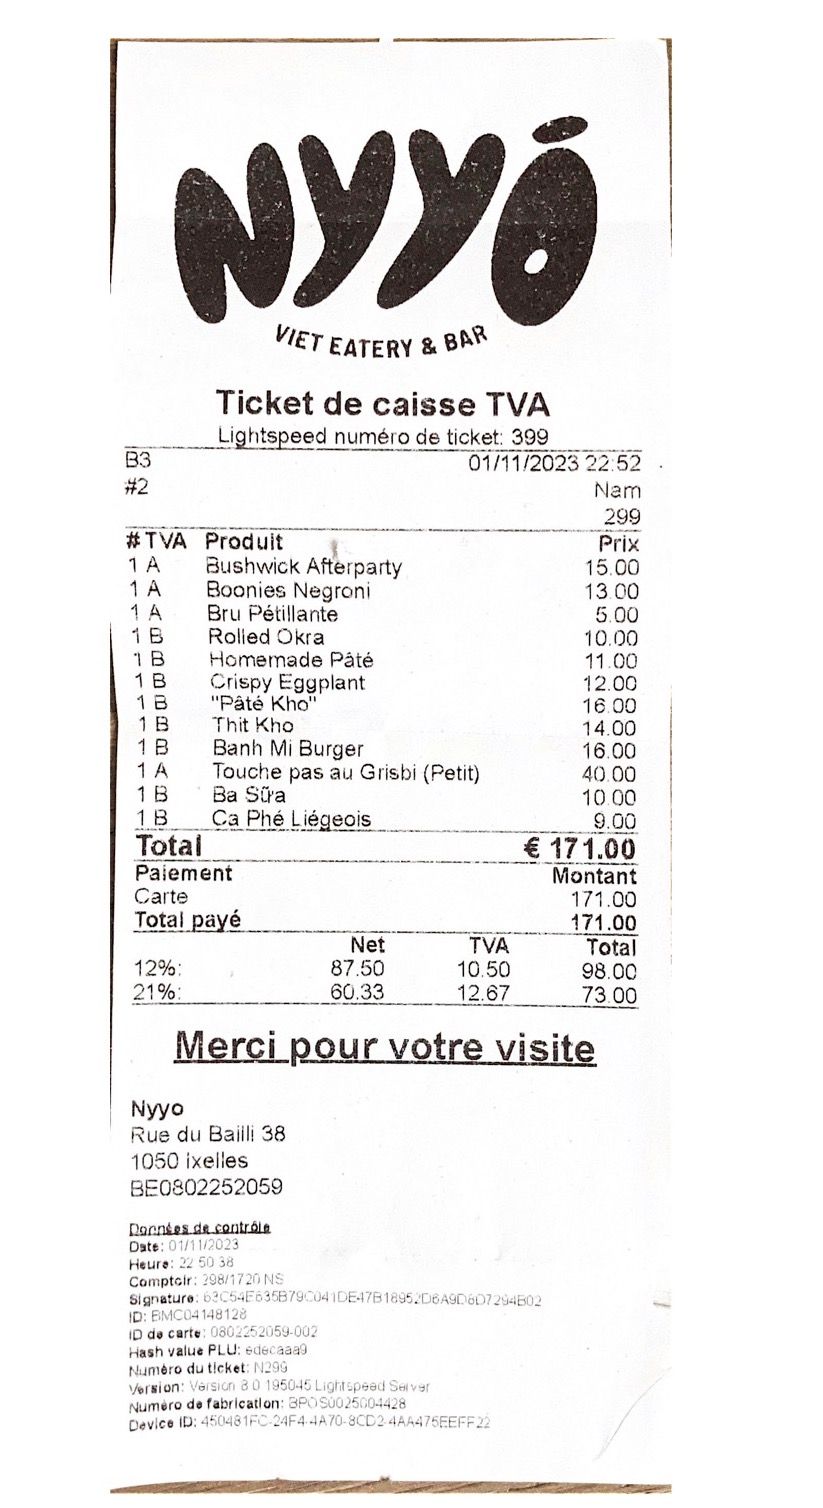 NYYÓ
VIET EATERY & BAR
Ticket de caisse TVA
Lightspeed numéro de ticket: 399
B3 01/11/2023 22:52
#2 Nam
299
# TVA Produit Prix
1 A Bushwick Afterparty 15.00
1 A Boonies Negroni 13.00
1 A Bru Pétillante 5.00
1 B Rolled Okra 10.00
1 B Homemade Pâté 11.00
1 B Crispy Eggplant 12.00
1 B "Pâté Kho" 16.00
1 B Thit Kho 14.00
1 B Banh Mi Burger 16.00
1 A Touche pas au Grisbi (Petit) 40.00
1 B Ba Sữa 10.00
1 B Ca Phé Liégeois 9.00
Total € 171.00
Paiement Montant
Carte 171.00
Total payé 171.00
Net TVA Total
12%: 87.50 10.50 98.00
21%: 60.33 12.67 73.00
Merci pour votre visite
Nyyo
Rue du Bailli 38
1050 ixelles
BE0802252059
Données de contrôle
Date: 01/11/2023
Heure: 22 50 38
Comptoir: 298/1720 NS
Signature:
ID: BMC04148128
ID de carte: 0802252059-002
Hash value PLU: edecaaa9
Numéro du ticket: N299
Version: Version 8.0 195045 Lightspeed Server
Numéro de fabrication: BPOS0025004428
Device ID: 450481FC-24F4-4A70-8CD2-4AA475EEFF22